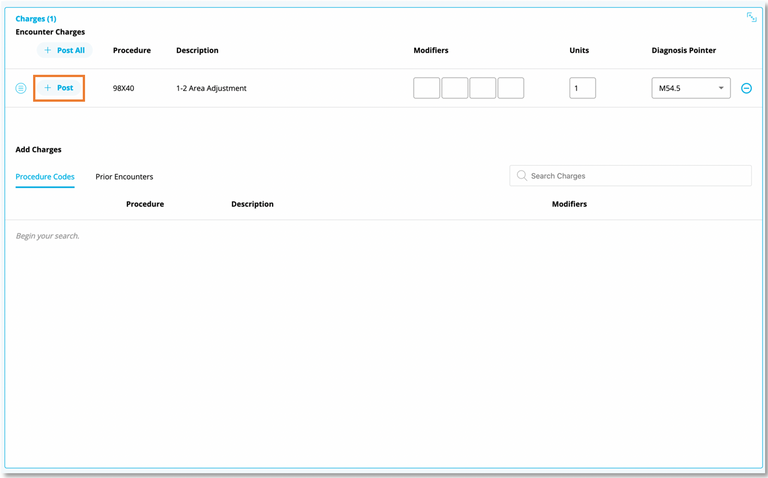 Charges (1)
Encounter Charges
+ Post All Procedure Description Modifiers Units Diagnosis Pointer
+ Post 98X40 1-2 Area Adjustment 1 M54.5
Add Charges
Procedure Codes Prior Encounters Search Charges
Procedure Description Modifiers
Begin your search.